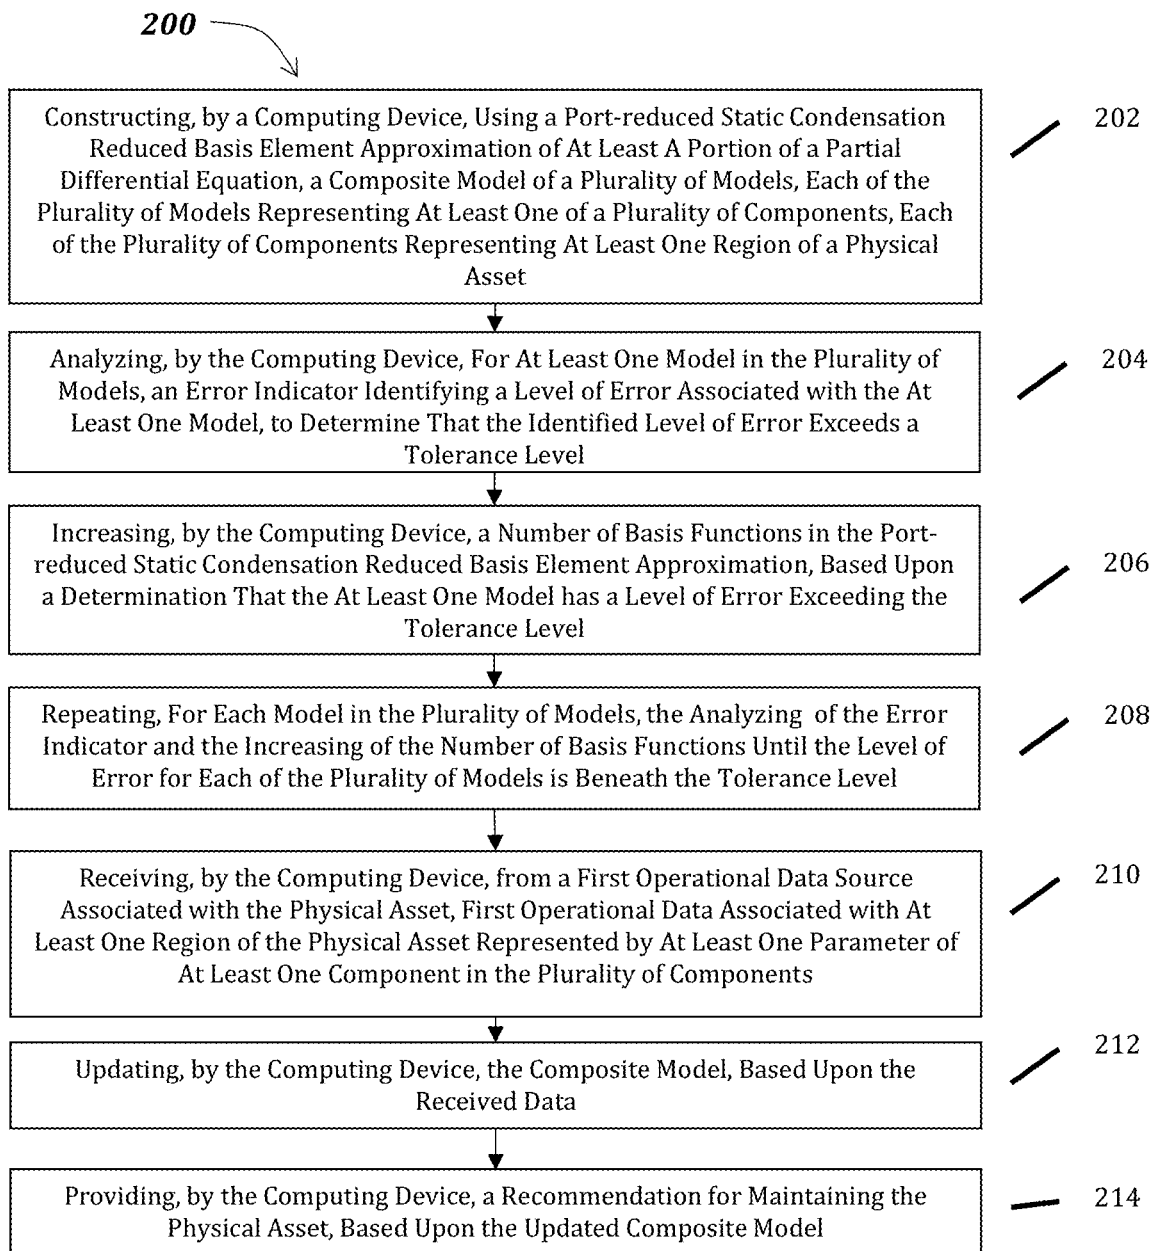 200
Constructing, by a Computing Device, Using a Port-reduced Static Condensation
Reduced Basis Element Approximation of At Least A Portion of a Partial
Differential Equation, a Composite Model of a Plurality of Models, Each of the
Plurality of Models Representing At Least One of a Plurality of Components, Each
of the Plurality of Components Representing At Least One Region of a Physical
Asset
202
Analyzing, by the Computing Device, For At Least One Model in the Plurality of
Models, an Error Indicator Identifying a Level of Error Associated with the At
Least One Model, to Determine That the Identified Level of Error Exceeds a
Tolerance Level
204
Increasing, by the Computing Device, a Number of Basis Functions in the Port-
reduced Static Condensation Reduced Basis Element Approximation, Based Upon
a Determination That the At Least One Model has a Level of Error Exceeding the
Tolerance Level
206
Repeating, For Each Model in the Plurality of Models, the Analyzing of the Error
Indicator and the Increasing of the Number of Basis Functions Until the Level of
Error for Each of the Plurality of Models is Beneath the Tolerance Level
208
Receiving, by the Computing Device, from a First Operational Data Source
Associated with the Physical Asset, First Operational Data Associated with At
Least One Region of the Physical Asset Represented by At Least One Parameter of
At Least One Component in the Plurality of Components
210
Updating, by the Computing Device, the Composite Model, Based Upon the
Received Data
212
Providing, by the Computing Device, a Recommendation for Maintaining the
Physical Asset, Based Upon the Updated Composite Model
214